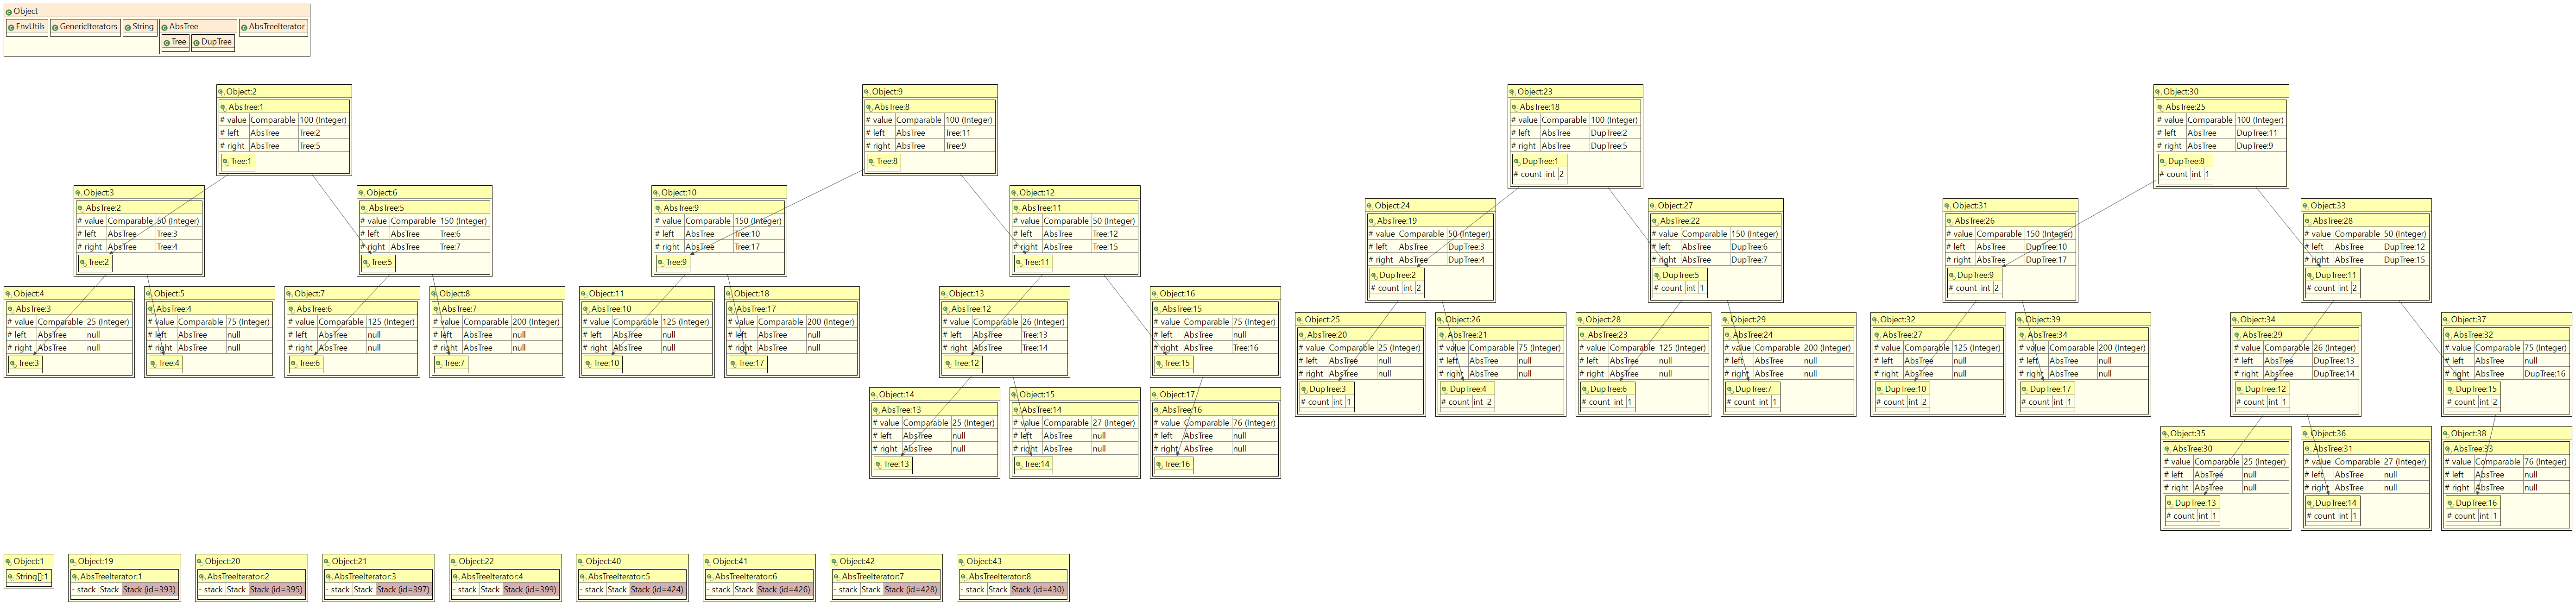 Object
EnvUtils GenericIterators String AbsTree AbsTreeIterator
Tree DupTree
Object:2
AbsTree:1
# value Comparable 100 (Integer)
# left AbsTree Tree:2
# right AbsTree Tree:5
Tree:1
Object:9
AbsTree:8
# value Comparable 100 (Integer)
# left AbsTree Tree:11
# right AbsTree Tree:9
Tree:8
Object:23
AbsTree:18
# value Comparable 100 (Integer)
# left AbsTree DupTree:2
# right AbsTree DupTree:5
DupTree:1
# count int 2
Object:30
AbsTree:25
# value Comparable 100 (Integer)
# left AbsTree DupTree:11
# right AbsTree DupTree:9
DupTree:8
# count int 1
Object:3
AbsTree:2
# value Comparable 50 (Integer)
# left AbsTree Tree:3
# right AbsTree Tree:4
Tree:2
Object:6
AbsTree:5
# value Comparable 150 (Integer)
# left AbsTree Tree:6
# right AbsTree Tree:7
Tree:5
Object:10
AbsTree:9
# value Comparable 150 (Integer)
# left AbsTree Tree:10
# right AbsTree Tree:17
Tree:9
Object:12
AbsTree:11
# value Comparable 50 (Integer)
# left AbsTree Tree:12
# right AbsTree Tree:15
Tree:11
Object:24
AbsTree:19
# value Comparable 50 (Integer)
# left AbsTree DupTree:3
# right AbsTree DupTree:4
DupTree:2
# count int 2
Object:27
AbsTree:22
# value Comparable 150 (Integer)
# left AbsTree DupTree:6
# right AbsTree DupTree:7
DupTree:5
# count int 1
Object:31
AbsTree:26
# value Comparable 150 (Integer)
# left AbsTree DupTree:10
# right AbsTree DupTree:17
DupTree:9
# count int 2
Object:33
AbsTree:28
# value Comparable 50 (Integer)
# left AbsTree DupTree:12
# right AbsTree DupTree:15
DupTree:11
# count int 2
Object:4
AbsTree:3
# value Comparable 25 (Integer)
# left AbsTree null
# right AbsTree null
Tree:3
Object:5
AbsTree:4
# value Comparable 75 (Integer)
# left AbsTree null
# right AbsTree null
Tree:4
Object:7
AbsTree:6
# value Comparable 125 (Integer)
# left AbsTree null
# right AbsTree null
Tree:6
Object:8
AbsTree:7
# value Comparable 200 (Integer)
# left AbsTree null
# right AbsTree null
Tree:7
Object:11
AbsTree:10
# value Comparable 125 (Integer)
# left AbsTree null
# right AbsTree null
Tree:10
Object:18
AbsTree:17
# value Comparable 200 (Integer)
# left AbsTree null
# right AbsTree null
Tree:17
Object:13
AbsTree:12
# value Comparable 26 (Integer)
# left AbsTree Tree:13
# right AbsTree Tree:14
Tree:12
Object:16
AbsTree:15
# value Comparable 75 (Integer)
# left AbsTree null
# right AbsTree Tree:16
Tree:15
Object:25
AbsTree:20
# value Comparable 25 (Integer)
# left AbsTree null
# right AbsTree null
DupTree:3
# count int 1
Object:26
AbsTree:21
# value Comparable 75 (Integer)
# left AbsTree null
# right AbsTree null
DupTree:4
# count int 2
Object:28
AbsTree:23
# value Comparable 125 (Integer)
# left AbsTree null
# right AbsTree null
DupTree:6
# count int 1
Object:29
AbsTree:24
# value Comparable 200 (Integer)
# left AbsTree null
# right AbsTree null
DupTree:7
# count int 1
Object:32
AbsTree:27
# value Comparable 125 (Integer)
# left AbsTree null
# right AbsTree null
DupTree:10
# count int 2
Object:39
AbsTree:34
# value Comparable 200 (Integer)
# left AbsTree null
# right AbsTree null
DupTree:17
# count int 1
Object:34
AbsTree:29
# value Comparable 26 (Integer)
# left AbsTree DupTree:13
# right AbsTree DupTree:14
DupTree:12
# count int 1
Object:37
AbsTree:32
# value Comparable 75 (Integer)
# left AbsTree null
# right AbsTree DupTree:16
DupTree:15
# count int 2
Object:14
AbsTree:13
# value Comparable 25 (Integer)
# left AbsTree null
# right AbsTree null
Tree:13
Object:15
AbsTree:14
# value Comparable 27 (Integer)
# left AbsTree null
# right AbsTree null
Tree:14
Object:17
AbsTree:16
# value Comparable 76 (Integer)
# left AbsTree null
# right AbsTree null
Tree:16
Object:35
AbsTree:30
# value Comparable 25 (Integer)
# left AbsTree null
# right AbsTree null
DupTree:13
# count int 1
Object:36
AbsTree:31
# value Comparable 27 (Integer)
# left AbsTree null
# right AbsTree null
DupTree:14
# count int 1
Object:38
AbsTree:33
# value Comparable 76 (Integer)
# left AbsTree null
# right AbsTree null
DupTree:16
# count int 1
Object:1
String[]:1
Object:19
AbsTreeIterator:1
- stack Stack Stack (id=393)
Object:20
AbsTreeIterator:2
- stack Stack Stack (id=395)
Object:21
AbsTreeIterator:3
- stack Stack Stack (id=397)
Object:22
AbsTreeIterator:4
- stack Stack Stack (id=399)
Object:40
AbsTreeIterator:5
- stack Stack Stack (id=424)
Object:41
AbsTreeIterator:6
- stack Stack Stack (id=426)
Object:42
AbsTreeIterator:7
- stack Stack Stack (id=428)
Object:43
AbsTreeIterator:8
- stack Stack Stack (id=430)